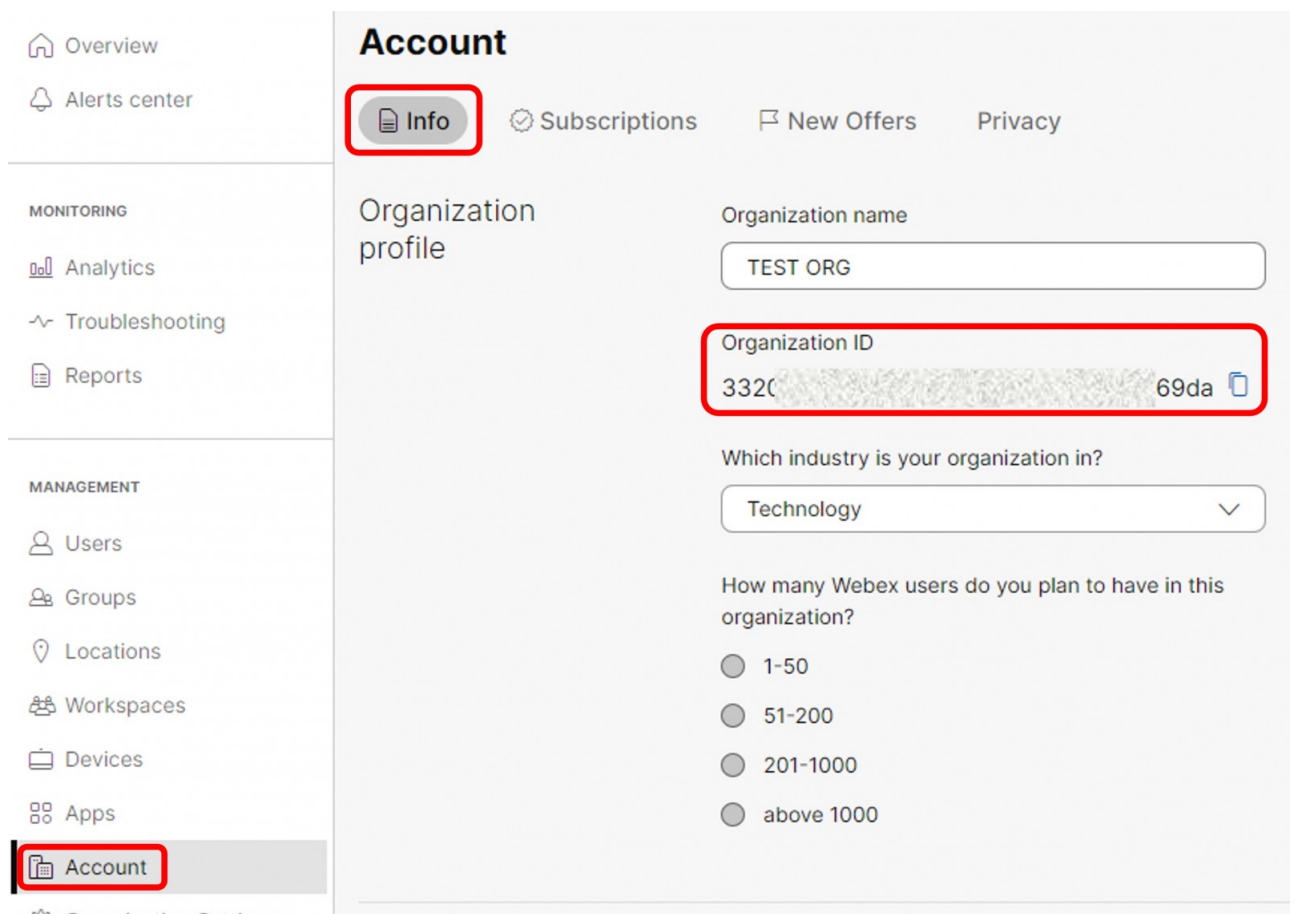 Overview
Alerts center
MONITORING
Analytics
Troubleshooting
Reports
MANAGEMENT
Users
Groups
Locations
Workspaces
Devices
Apps
Account
Account
Info
Subscriptions
New Offers
Privacy
Organization
profile
Organization name
TEST ORG
Organization ID
3320
69da
Which industry is your organization in?
Technology
How many Webex users do you plan to have in this
organization?
1-50
51-200
201-1000
above 1000